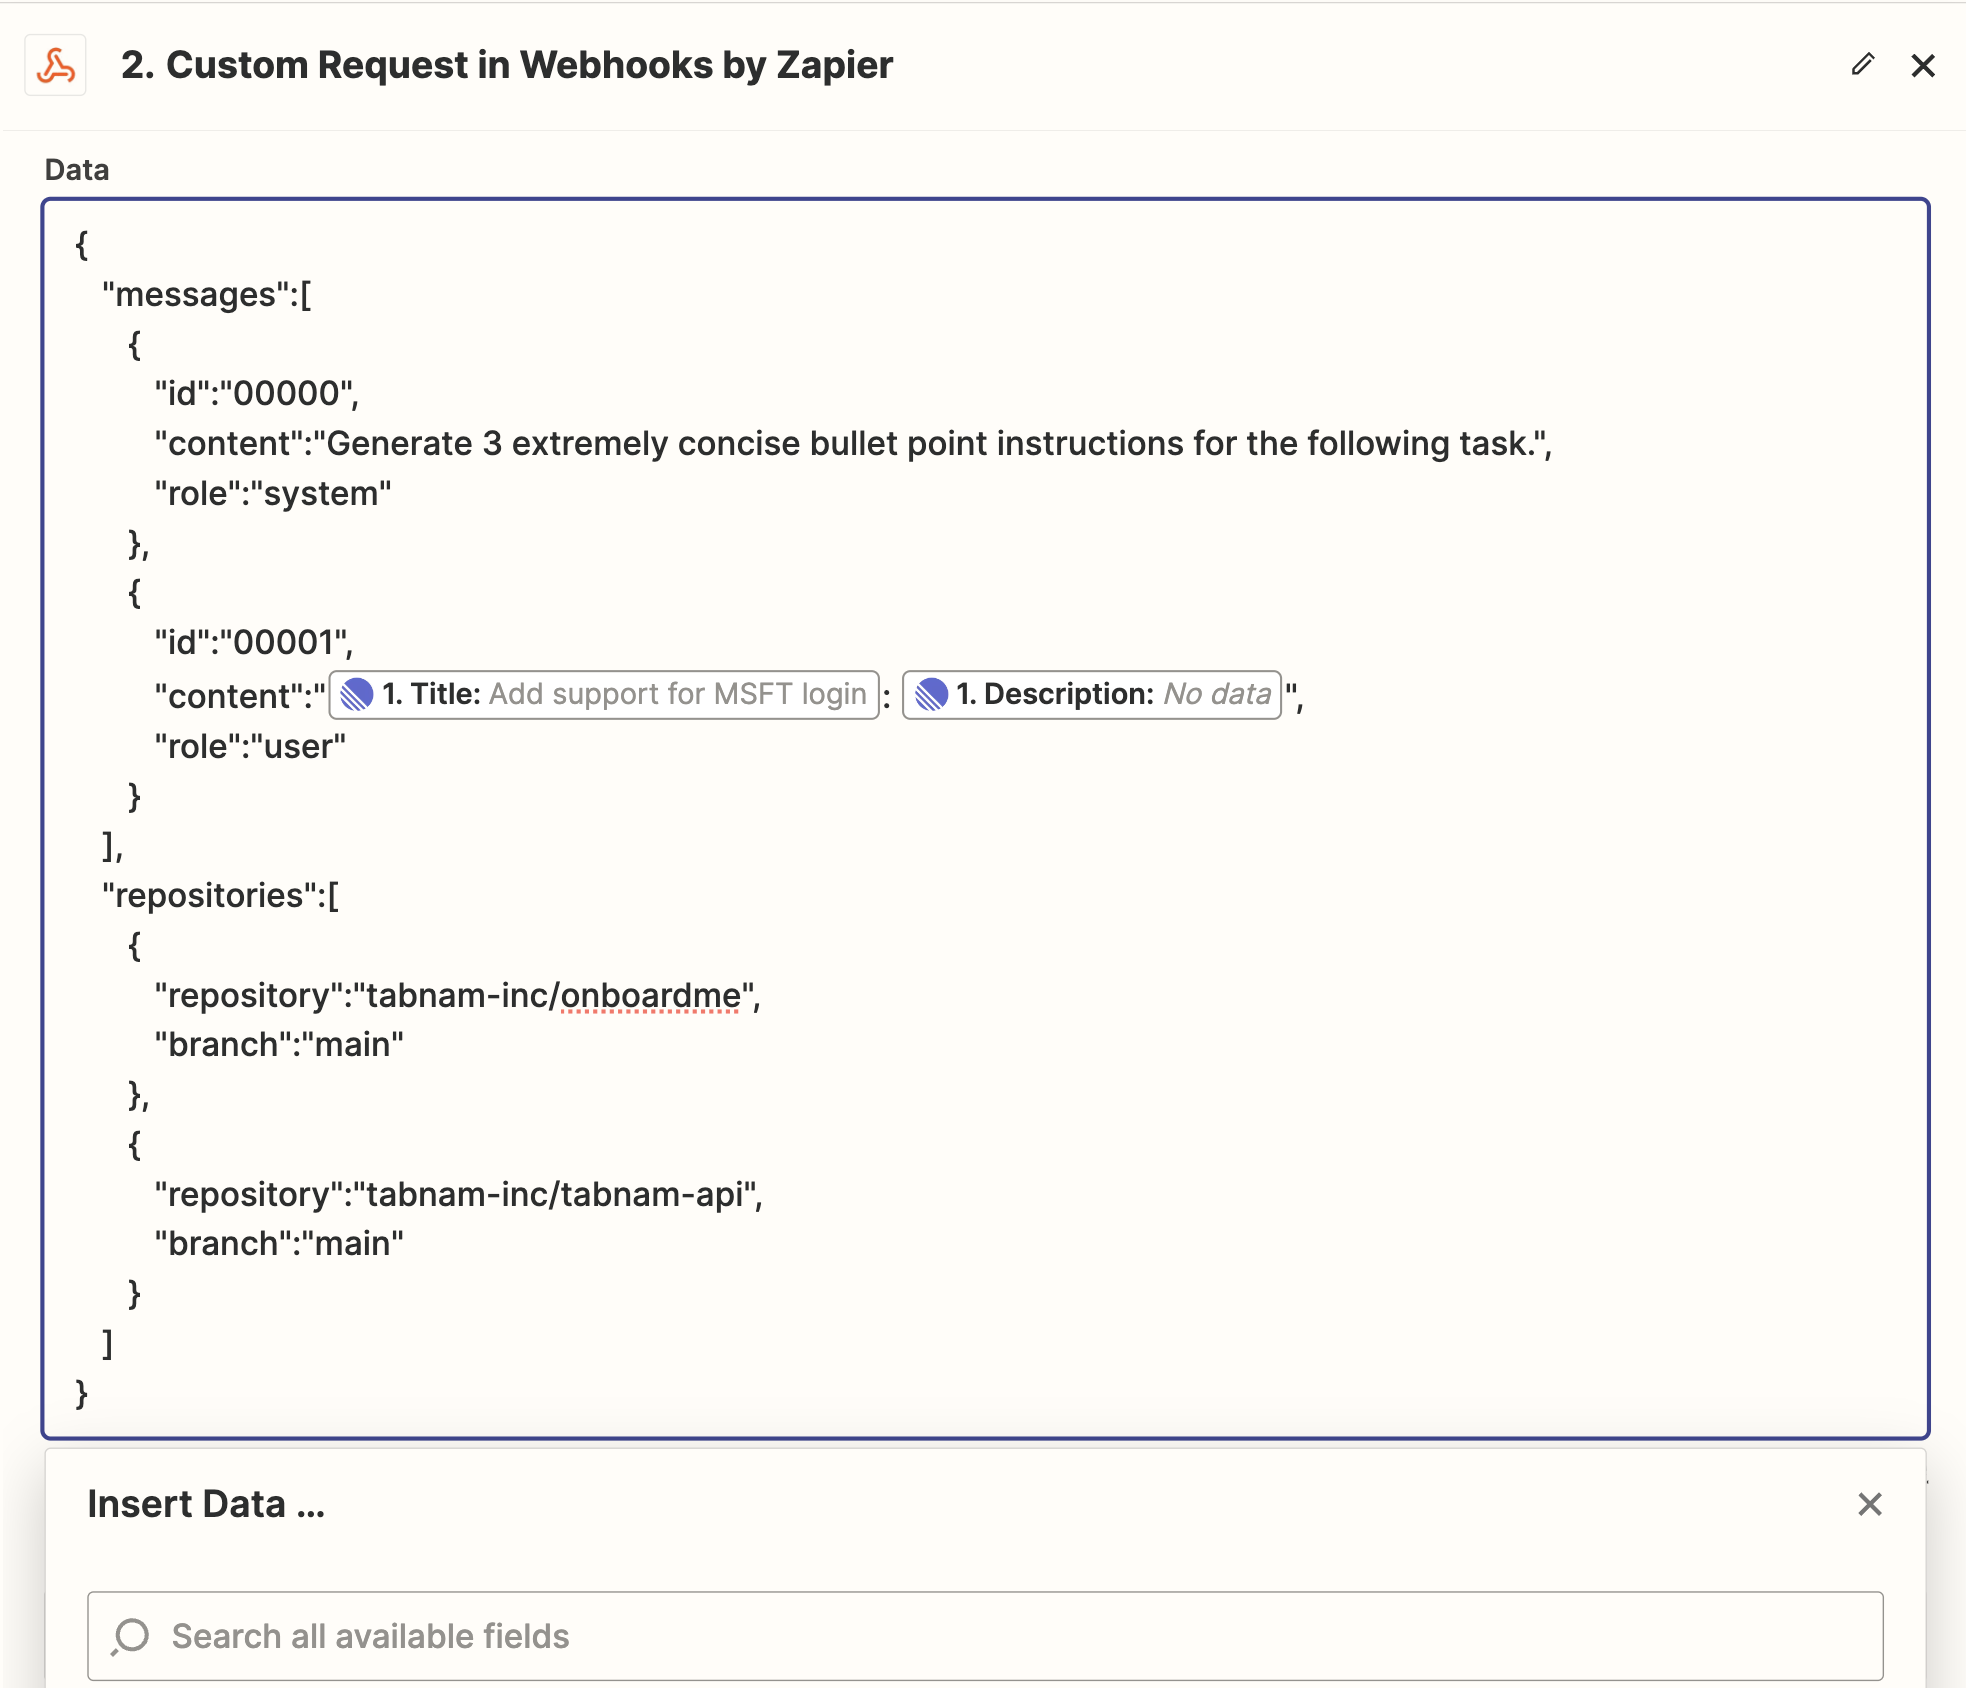 2. Custom Request in Webhooks by Zapier
Data
{
"messages":[
{
"id":"00000",
"content":"Generate 3 extremely concise bullet point instructions for the following task.",
"role":"system"
},
{
"id":"00001",
"content":"1. Title: Add support for MSFT login: 1. Description: No data",
"role":"user"
}
],
"repositories":[
{
"repository":"tabnam-inc/onboardme",
"branch":"main"
},
{
"repository":"tabnam-inc/tabnam-api",
"branch":"main"
}
]
}
Insert Data ...
Search all available fields